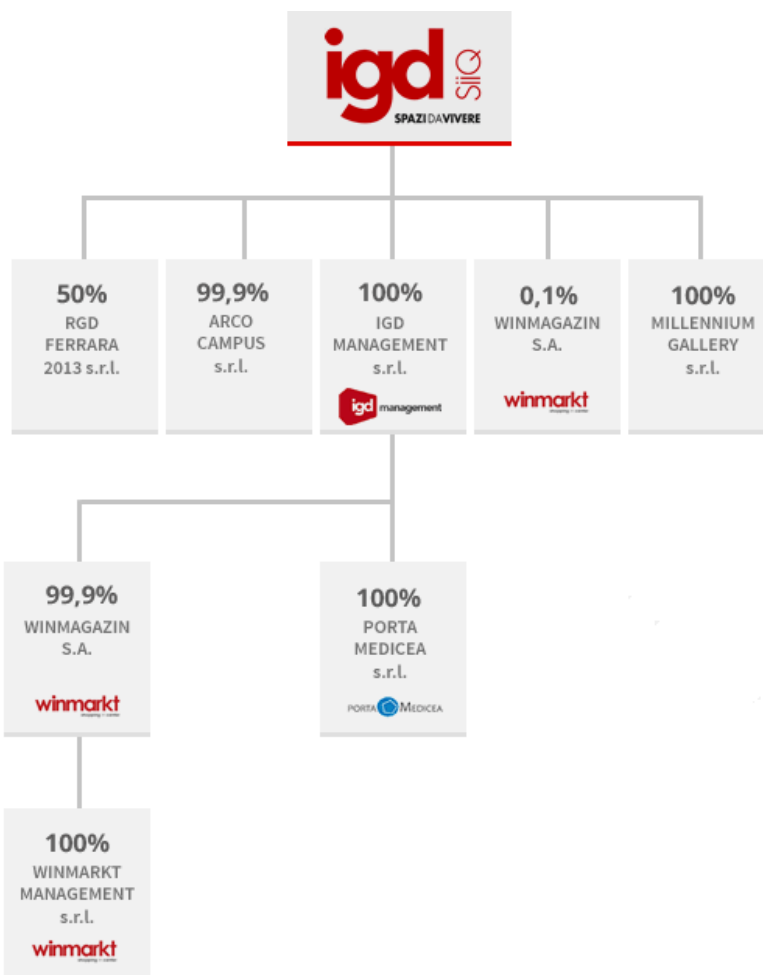 igd SiiQ
SPAZI DA VIVERE
50%
RGD
FERRARA
2013 s.r.l.
99,9%
ARCO
CAMPUS
s.r.l.
100%
IGD
MANAGEMENT
s.r.l.
igd management
0,1%
WINMAGAZIN
S.A.
winmarkt
100%
MILLENNIUM
GALLERY
s.r.l.
99,9%
WINMAGAZIN
S.A.
winmarkt
100%
PORTA
MEDICEA
s.r.l.
PORTA MEDICEA
100%
WINMARKT
MANAGEMENT
s.r.l.
winmarkt